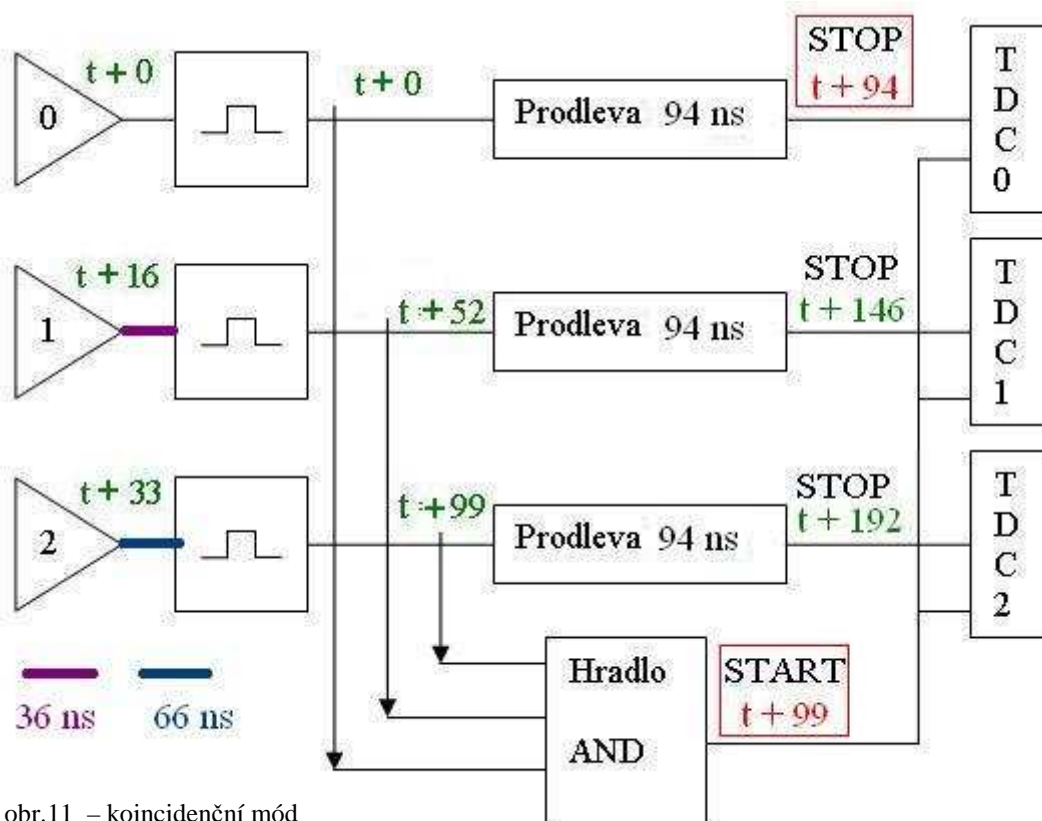 0
t + 0
t + 0
Prodleva 94 ns
STOP
t + 94
T
D
C
0
1
t + 16
t + 52
Prodleva 94 ns
STOP
t + 146
T
D
C
1
2
t + 33
t + 99
Prodleva 94 ns
STOP
t + 192
T
D
C
2
36 ns
66 ns
Hradlo
AND
START
t + 99
obr.11 – koincidenční mód